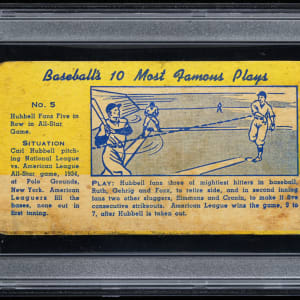 Baseball's 10 Most Famous Plays
No. 5
Hubbell Fans Five in
Row in All-Star
Game.
SITUATION
Carl Hubbell pitch-
ing National League
vs. American League
All-Star game, 1934,
at Polo Grounds,
New York. American
Leaguers fill the
bases, none out in
first inning.
PLAY: Hubbell fans three of mightiest hitters in baseball,
Ruth, Gehrig and Foxx, to retire side, and in second inning
fans two other sluggers, Simmons and Cronin, to make it five
consecutive strikeouts. American League wins the game, 9 to
7, after Hubbell is taken out.